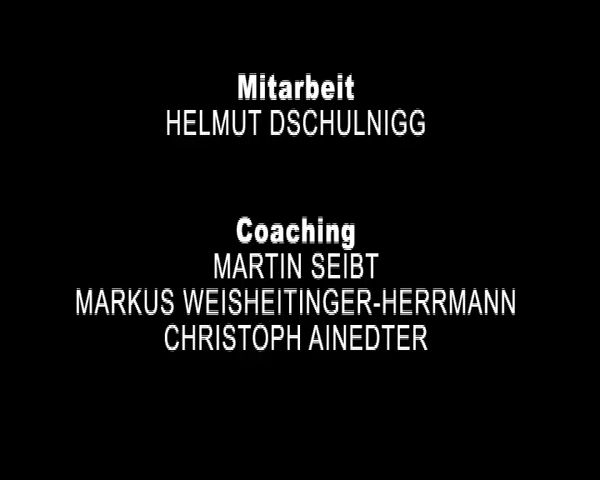 Mitarbeit
HELMUT DSCHULNIGG
Coaching
MARTIN SEIBT
MARKUS WEISHEITINGER-HERRMANN
CHRISTOPH AINEDTER